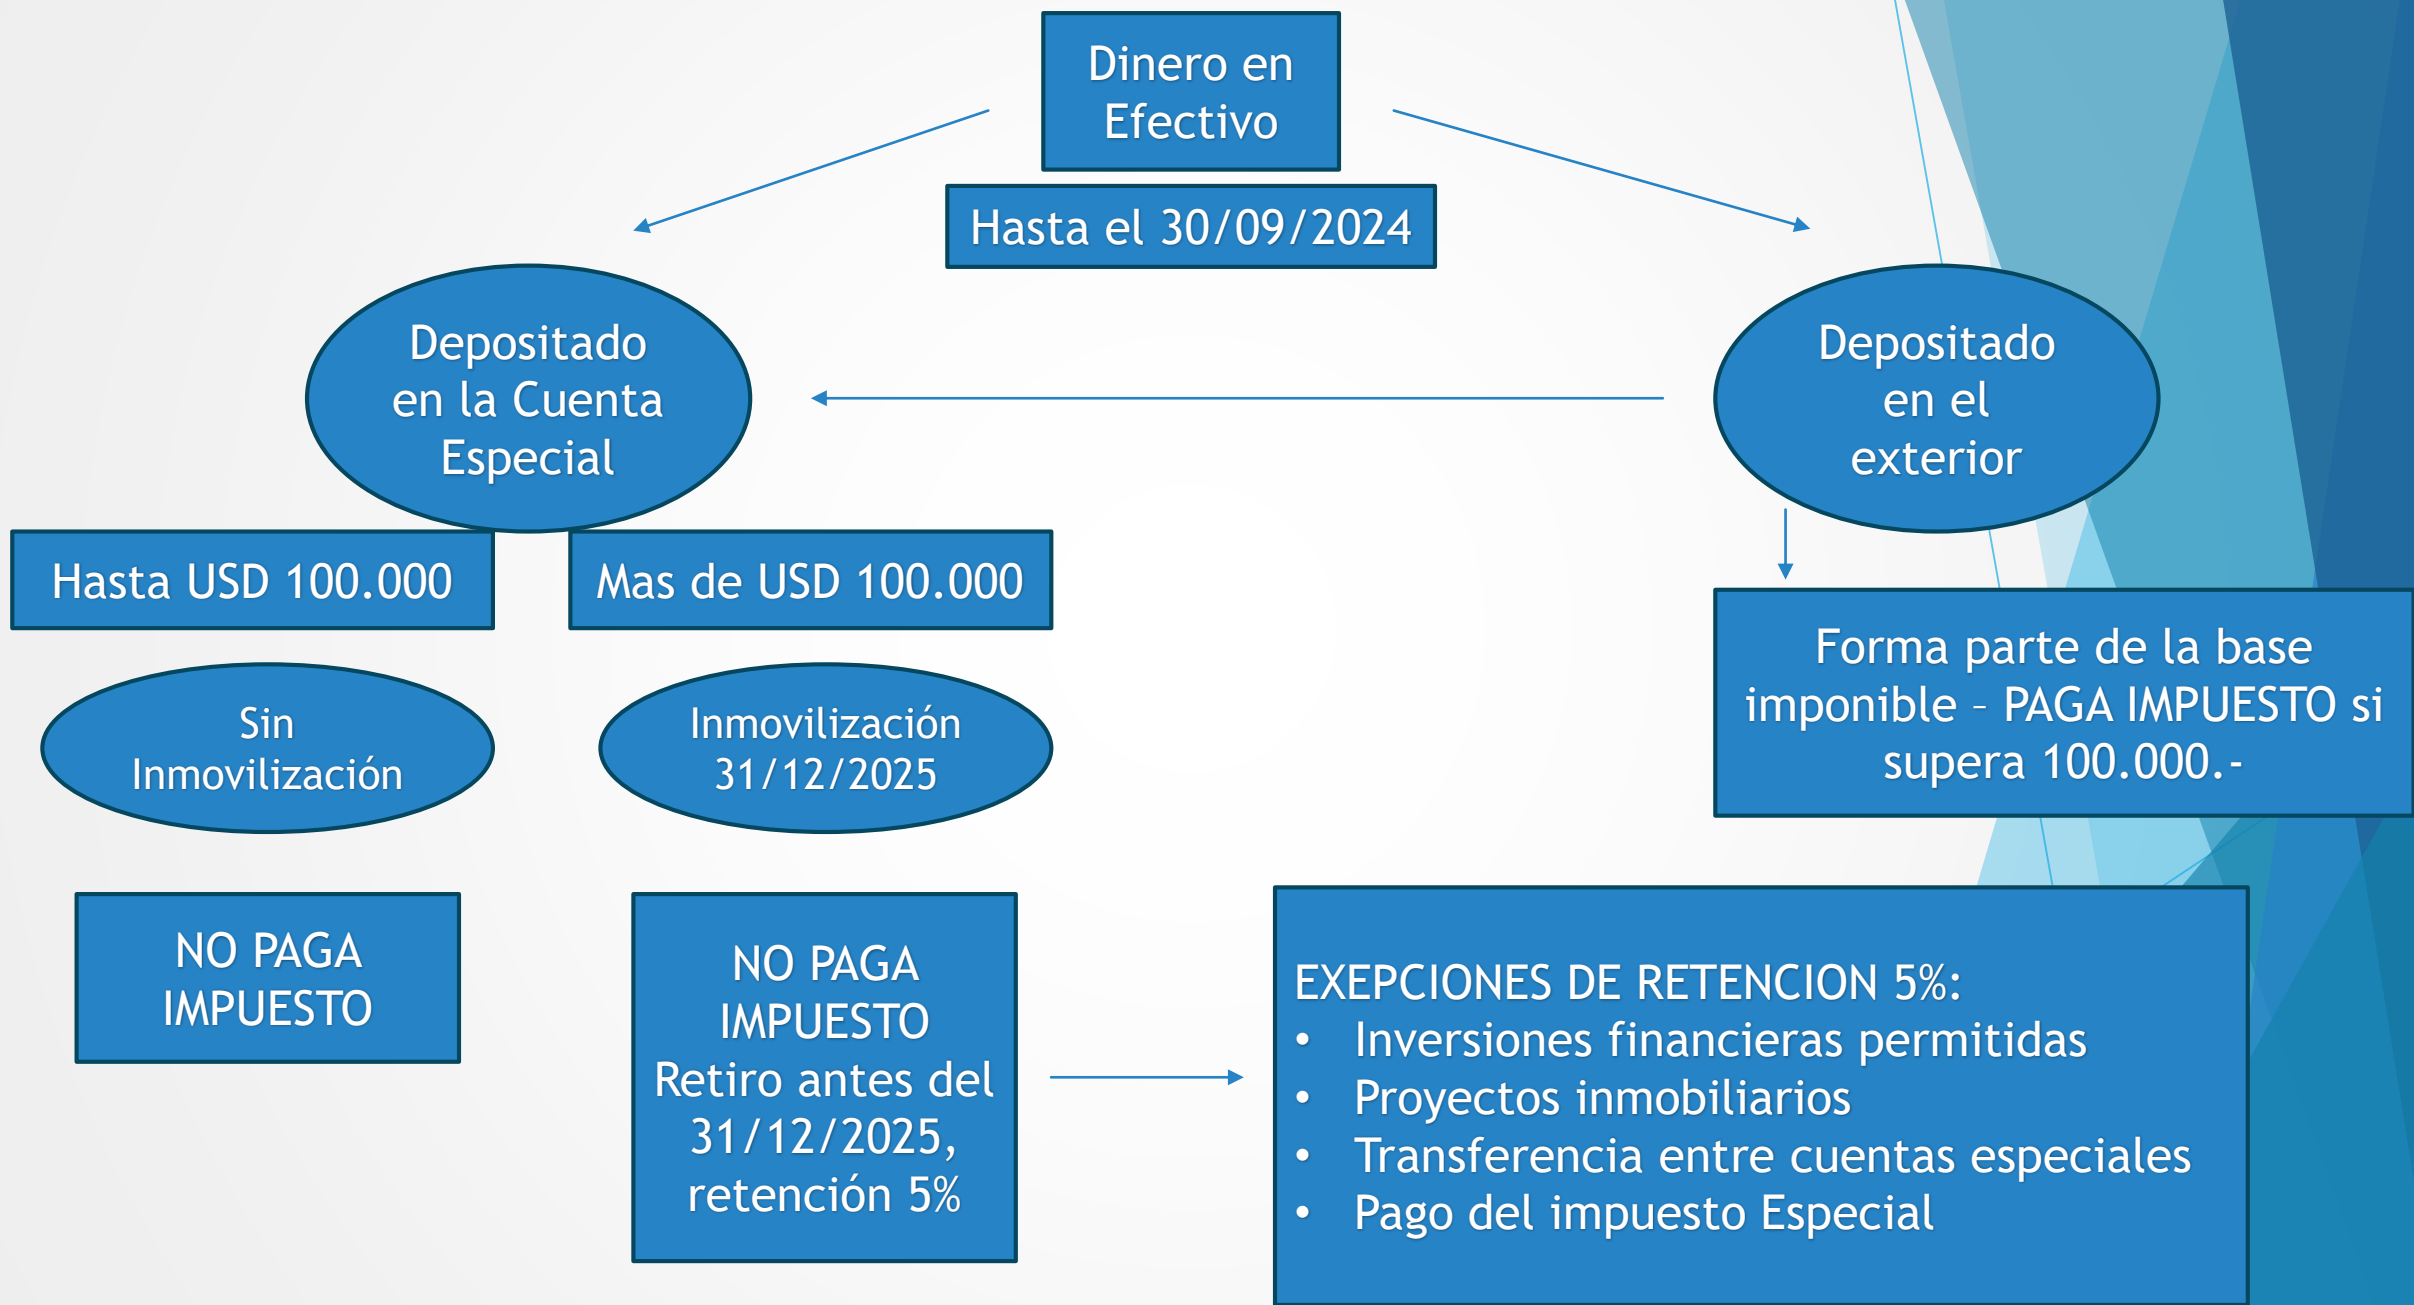 Dinero en
Efectivo
Hasta el 30/09/2024
Depositado
en la Cuenta
Especial
Depositado
en el
exterior
Hasta USD 100.000
Mas de USD 100.000
Forma parte de la base
imponible – PAGA IMPUESTO si
supera 100.000.-
Sin
Inmovilización
Inmovilización
31/12/2025
NO PAGA
IMPUESTO
NO PAGA
IMPUESTO
Retiro antes del
31/12/2025,
retención 5%
EXEPCIONES DE RETENCION 5%:
• Inversiones financieras permitidas
• Proyectos inmobiliarios
• Transferencia entre cuentas especiales
• Pago del impuesto Especial